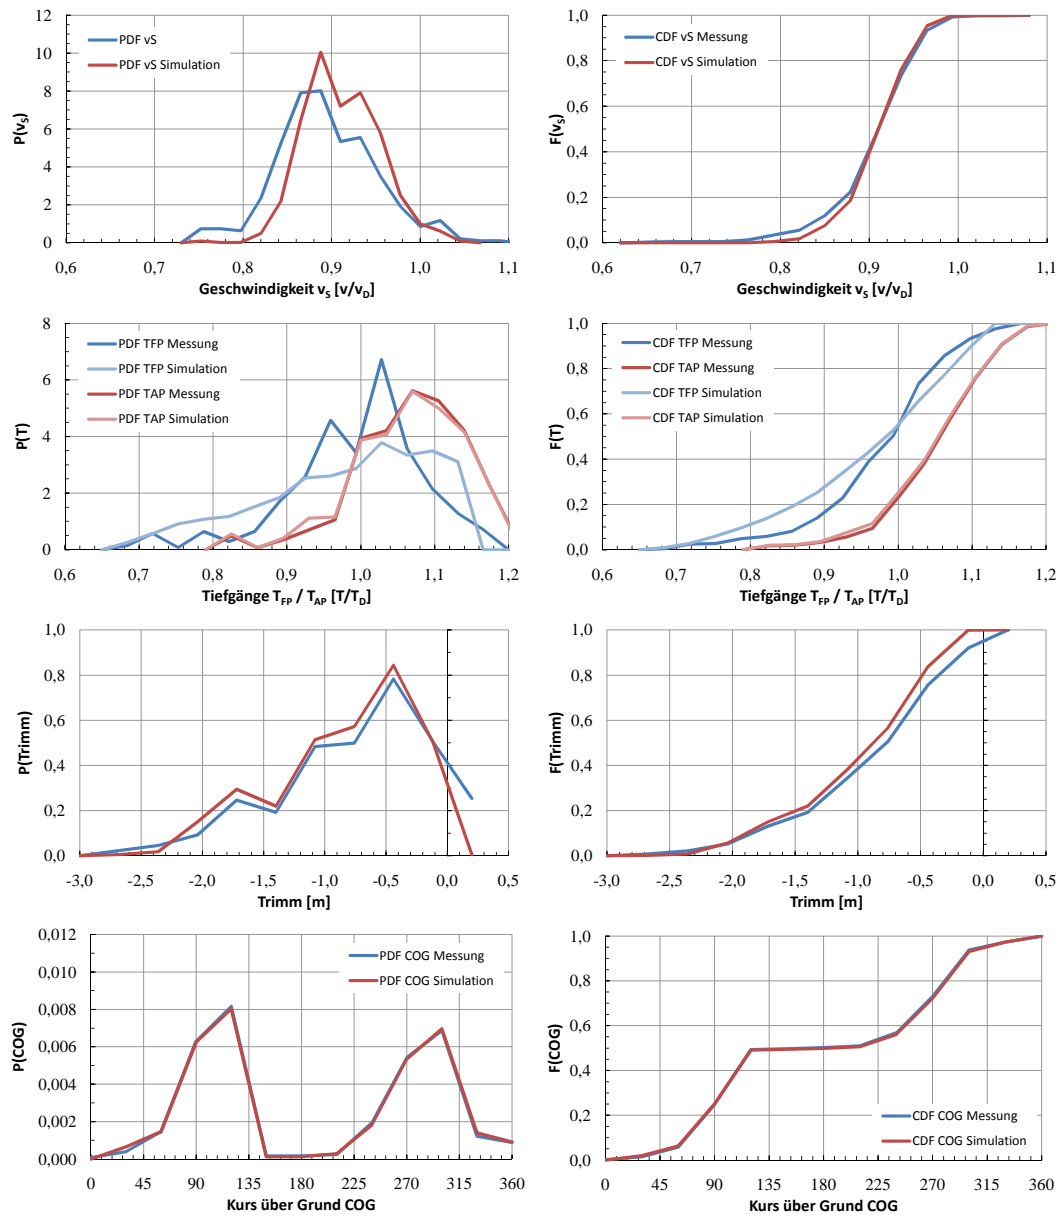 12
10
8
6
4
2
0
P(vS)
PDF vS
PDF vS Simulation
0,6 0,7 0,8 0,9 1,0 1,1
Geschwindigkeit vS [v/vD]
1,0
0,8
0,6
0,4
0,2
0,0
F(vS)
CDF vS Messung
CDF vS Simulation
0,6 0,7 0,8 0,9 1,0 1,1
Geschwindigkeit vS [v/vD]
8
6
4
2
0
P(T)
PDF TFP Messung
PDF TFP Simulation
PDF TAP Messung
PDF TAP Simulation
0,6 0,7 0,8 0,9 1,0 1,1 1,2
Tiefgänge TFP / TAP [T/TD]
1,0
0,8
0,6
0,4
0,2
0,0
F(T)
CDF TFP Messung
CDF TAP Messung
CDF TFP Simulation
CDF TAP Simulation
0,6 0,7 0,8 0,9 1,0 1,1 1,2
Tiefgänge TFP / TAP [T/TD]
1,0
0,8
0,6
0,4
0,2
0,0
P(Trimm)
-3,0 -2,5 -2,0 -1,5 -1,0 -0,5 0,0 0,5
Trimm [m]
1,0
0,8
0,6
0,4
0,2
0,0
F(Trimm)
-3,0 -2,5 -2,0 -1,5 -1,0 -0,5 0,0 0,5
Trimm [m]
0,012
0,010
0,008
0,006
0,004
0,002
0,000
P(COG)
PDF COG Messung
PDF COG Simulation
0 45 90 135 180 225 270 315 360
Kurs über Grund COG
1,0
0,8
0,6
0,4
0,2
0,0
F(COG)
CDF COG Messung
CDF COG Simulation
0 45 90 135 180 225 270 315 360
Kurs über Grund COG